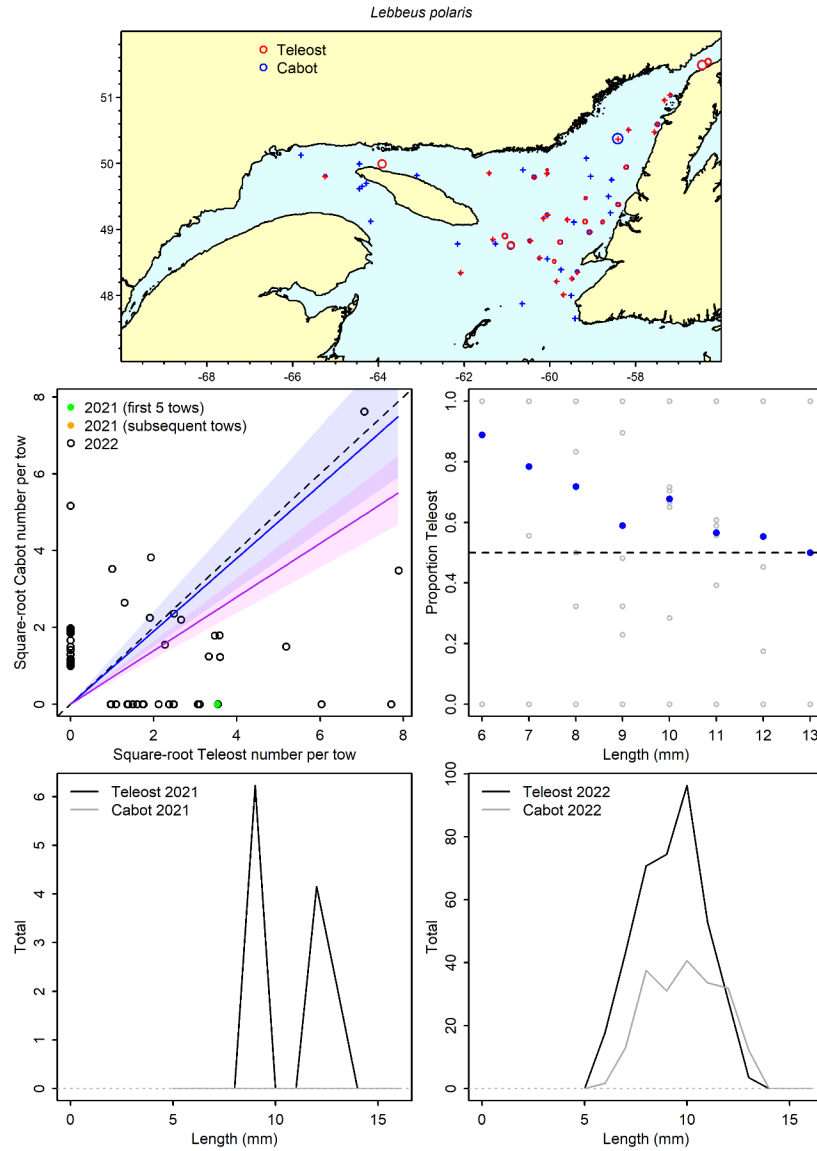 Lebbeus polaris
Teleost
Cabot
51
50
49
48
-68 -66 -64 -62 -60 -58
2021 (first 5 tows)
2021 (subsequent tows)
2022
Square-root Cabot number per tow
0 2 4 6 8
0 2 4 6 8
Square-root Teleost number per tow
Proportion Teleost
0.0 0.2 0.4 0.6 0.8 1.0
6 7 8 9 10 11 12 13
Length (mm)
Teleost 2021
Cabot 2021
Total
0 1 2 3 4 5 6
0 5 10 15
Length (mm)
Teleost 2022
Cabot 2022
Total
0 20 40 60 80 100
0 5 10 15
Length (mm)